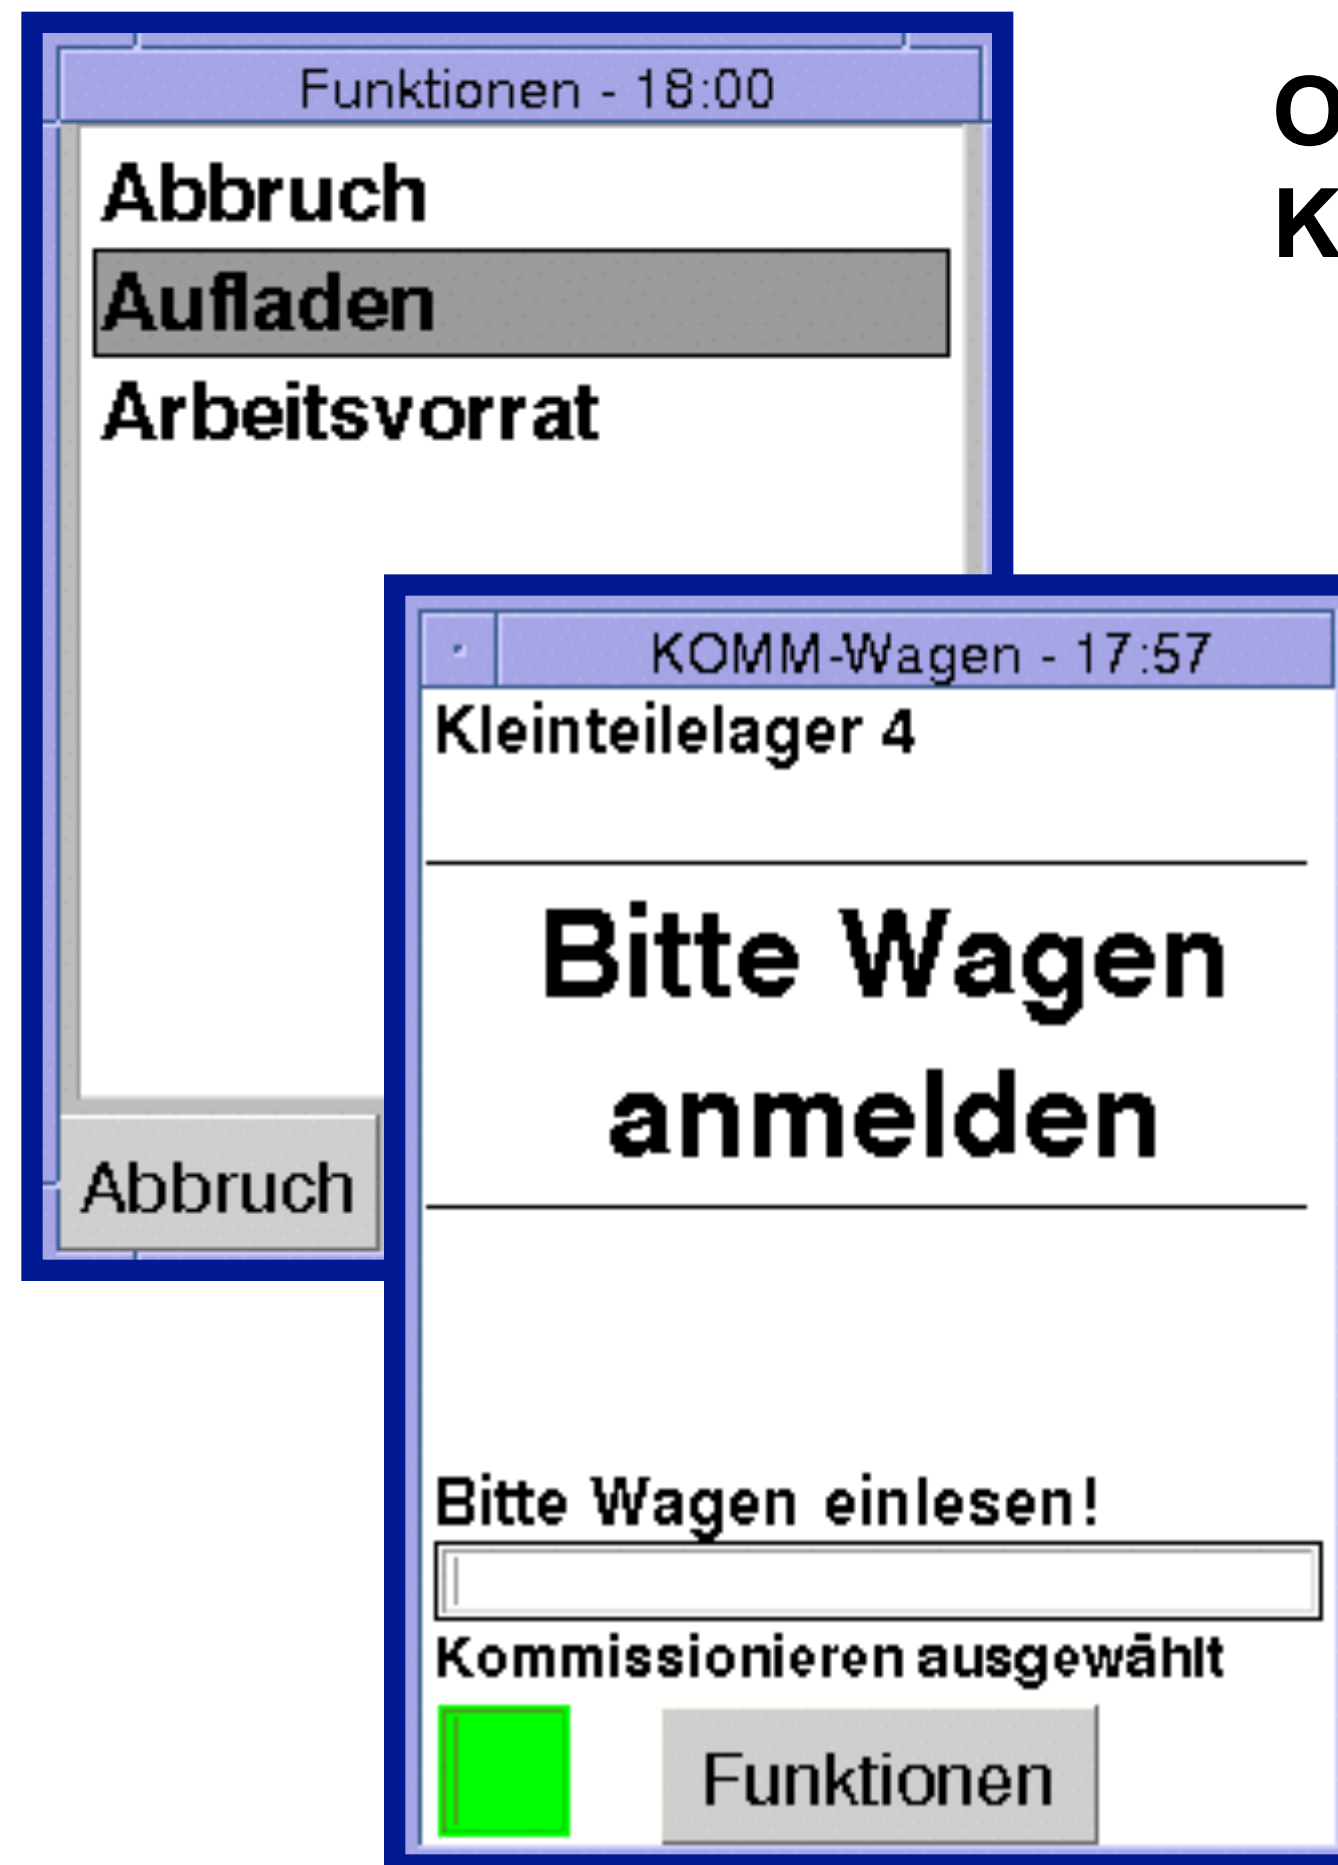 Funktionen - 18:00
Abbruch
Aufladen
Arbeitsvorrat
Abbruch
O
K
KOMM-Wagen - 17:57
Kleinteilelager 4
Bitte Wagen
anmelden
Bitte Wagen einlesen!
Kommissionieren ausgewählt
Funktionen